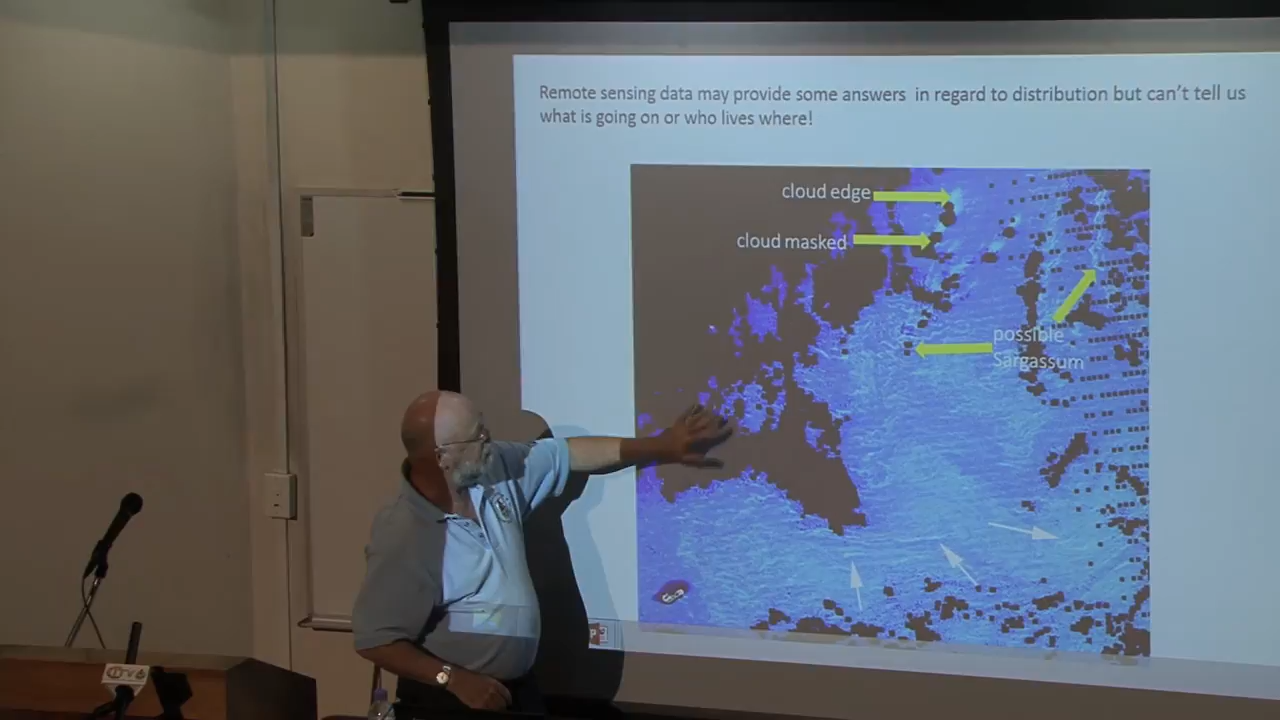 Remote sensing data may provide some answers in regard to distribution but can't tell us
what is going on or who lives where!
cloud edge
cloud masked
possible
Sargassum